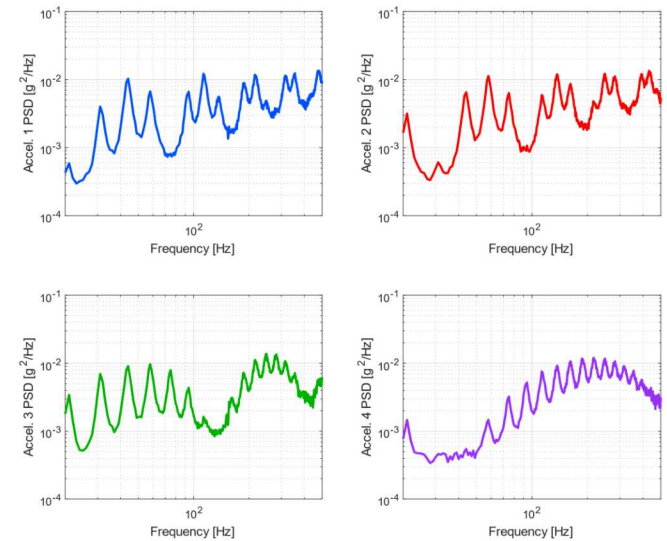 10^-1
10^-2
10^-3
10^-4
Accel. 1 PSD [g^2/Hz]
10^2
Frequency [Hz]
10^-1
10^-2
10^-3
10^-4
Accel. 2 PSD [g^2/Hz]
10^2
Frequency [Hz]
10^-1
10^-2
10^-3
10^-4
Accel. 3 PSD [g^2/Hz]
10^2
Frequency [Hz]
10^-1
10^-2
10^-3
10^-4
Accel. 4 PSD [g^2/Hz]
10^2
Frequency [Hz]